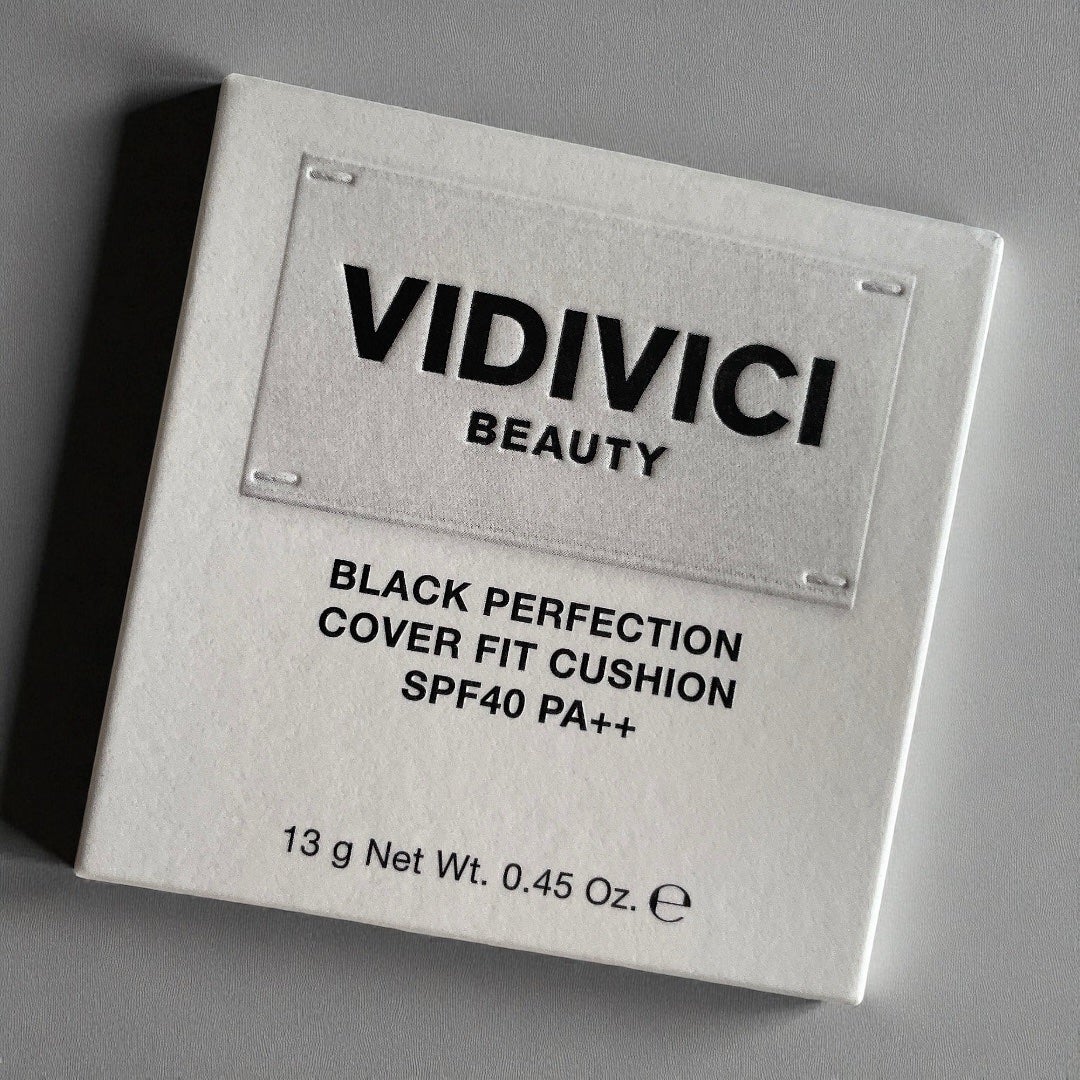 VIDIVICI
BEAUTY
BLACK PERFECTION
COVER FIT CUSHION
SPF40 PA++
13 g Net Wt. 0.45 Oz. ℮